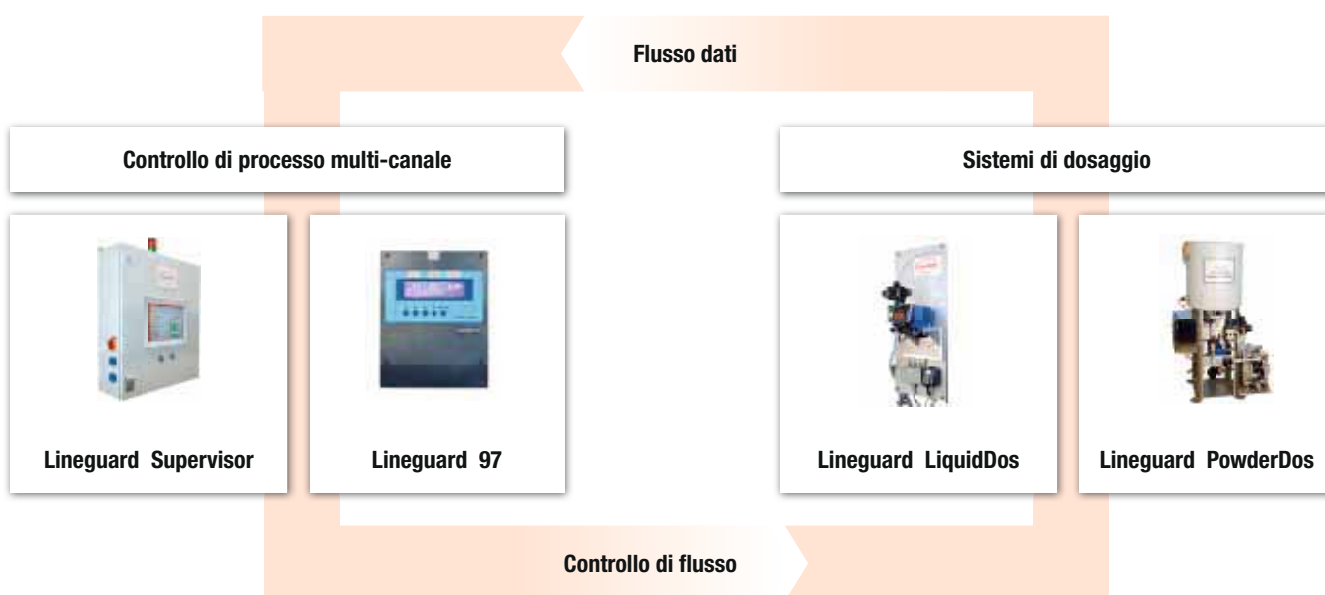 Flusso dati
Controllo di processo multi-canale
Sistemi di dosaggio
Lineguard Supervisor
Lineguard 97
Lineguard LiquidDos
Lineguard PowderDos
Controllo di flusso